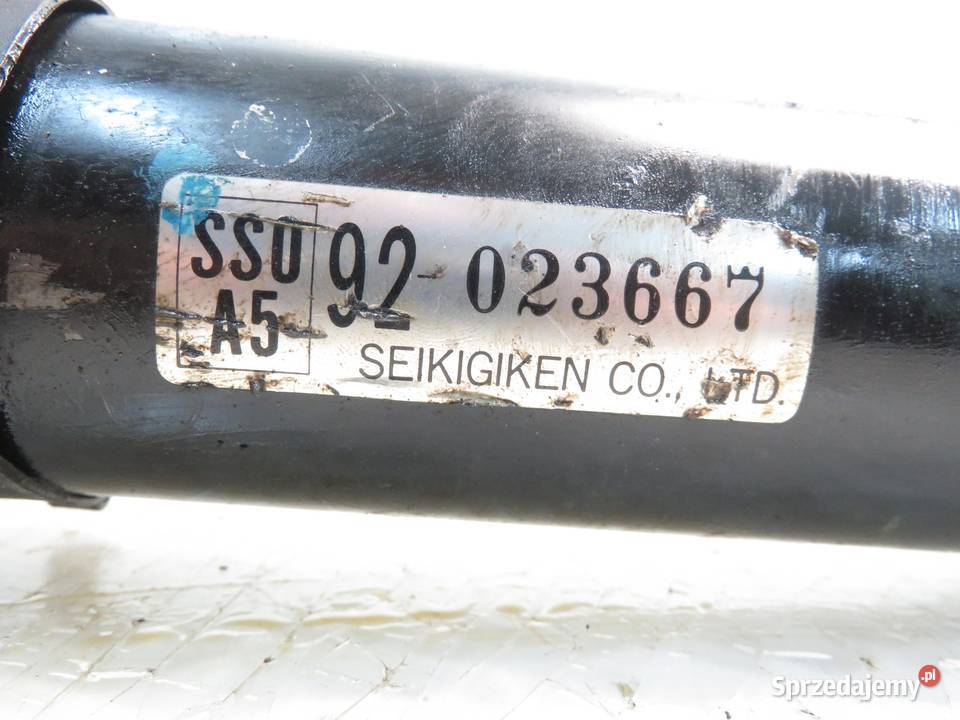 SSU 92-023667
A5
SEIKIGIKEN CO., LTD.
Sprzedajemy.pl